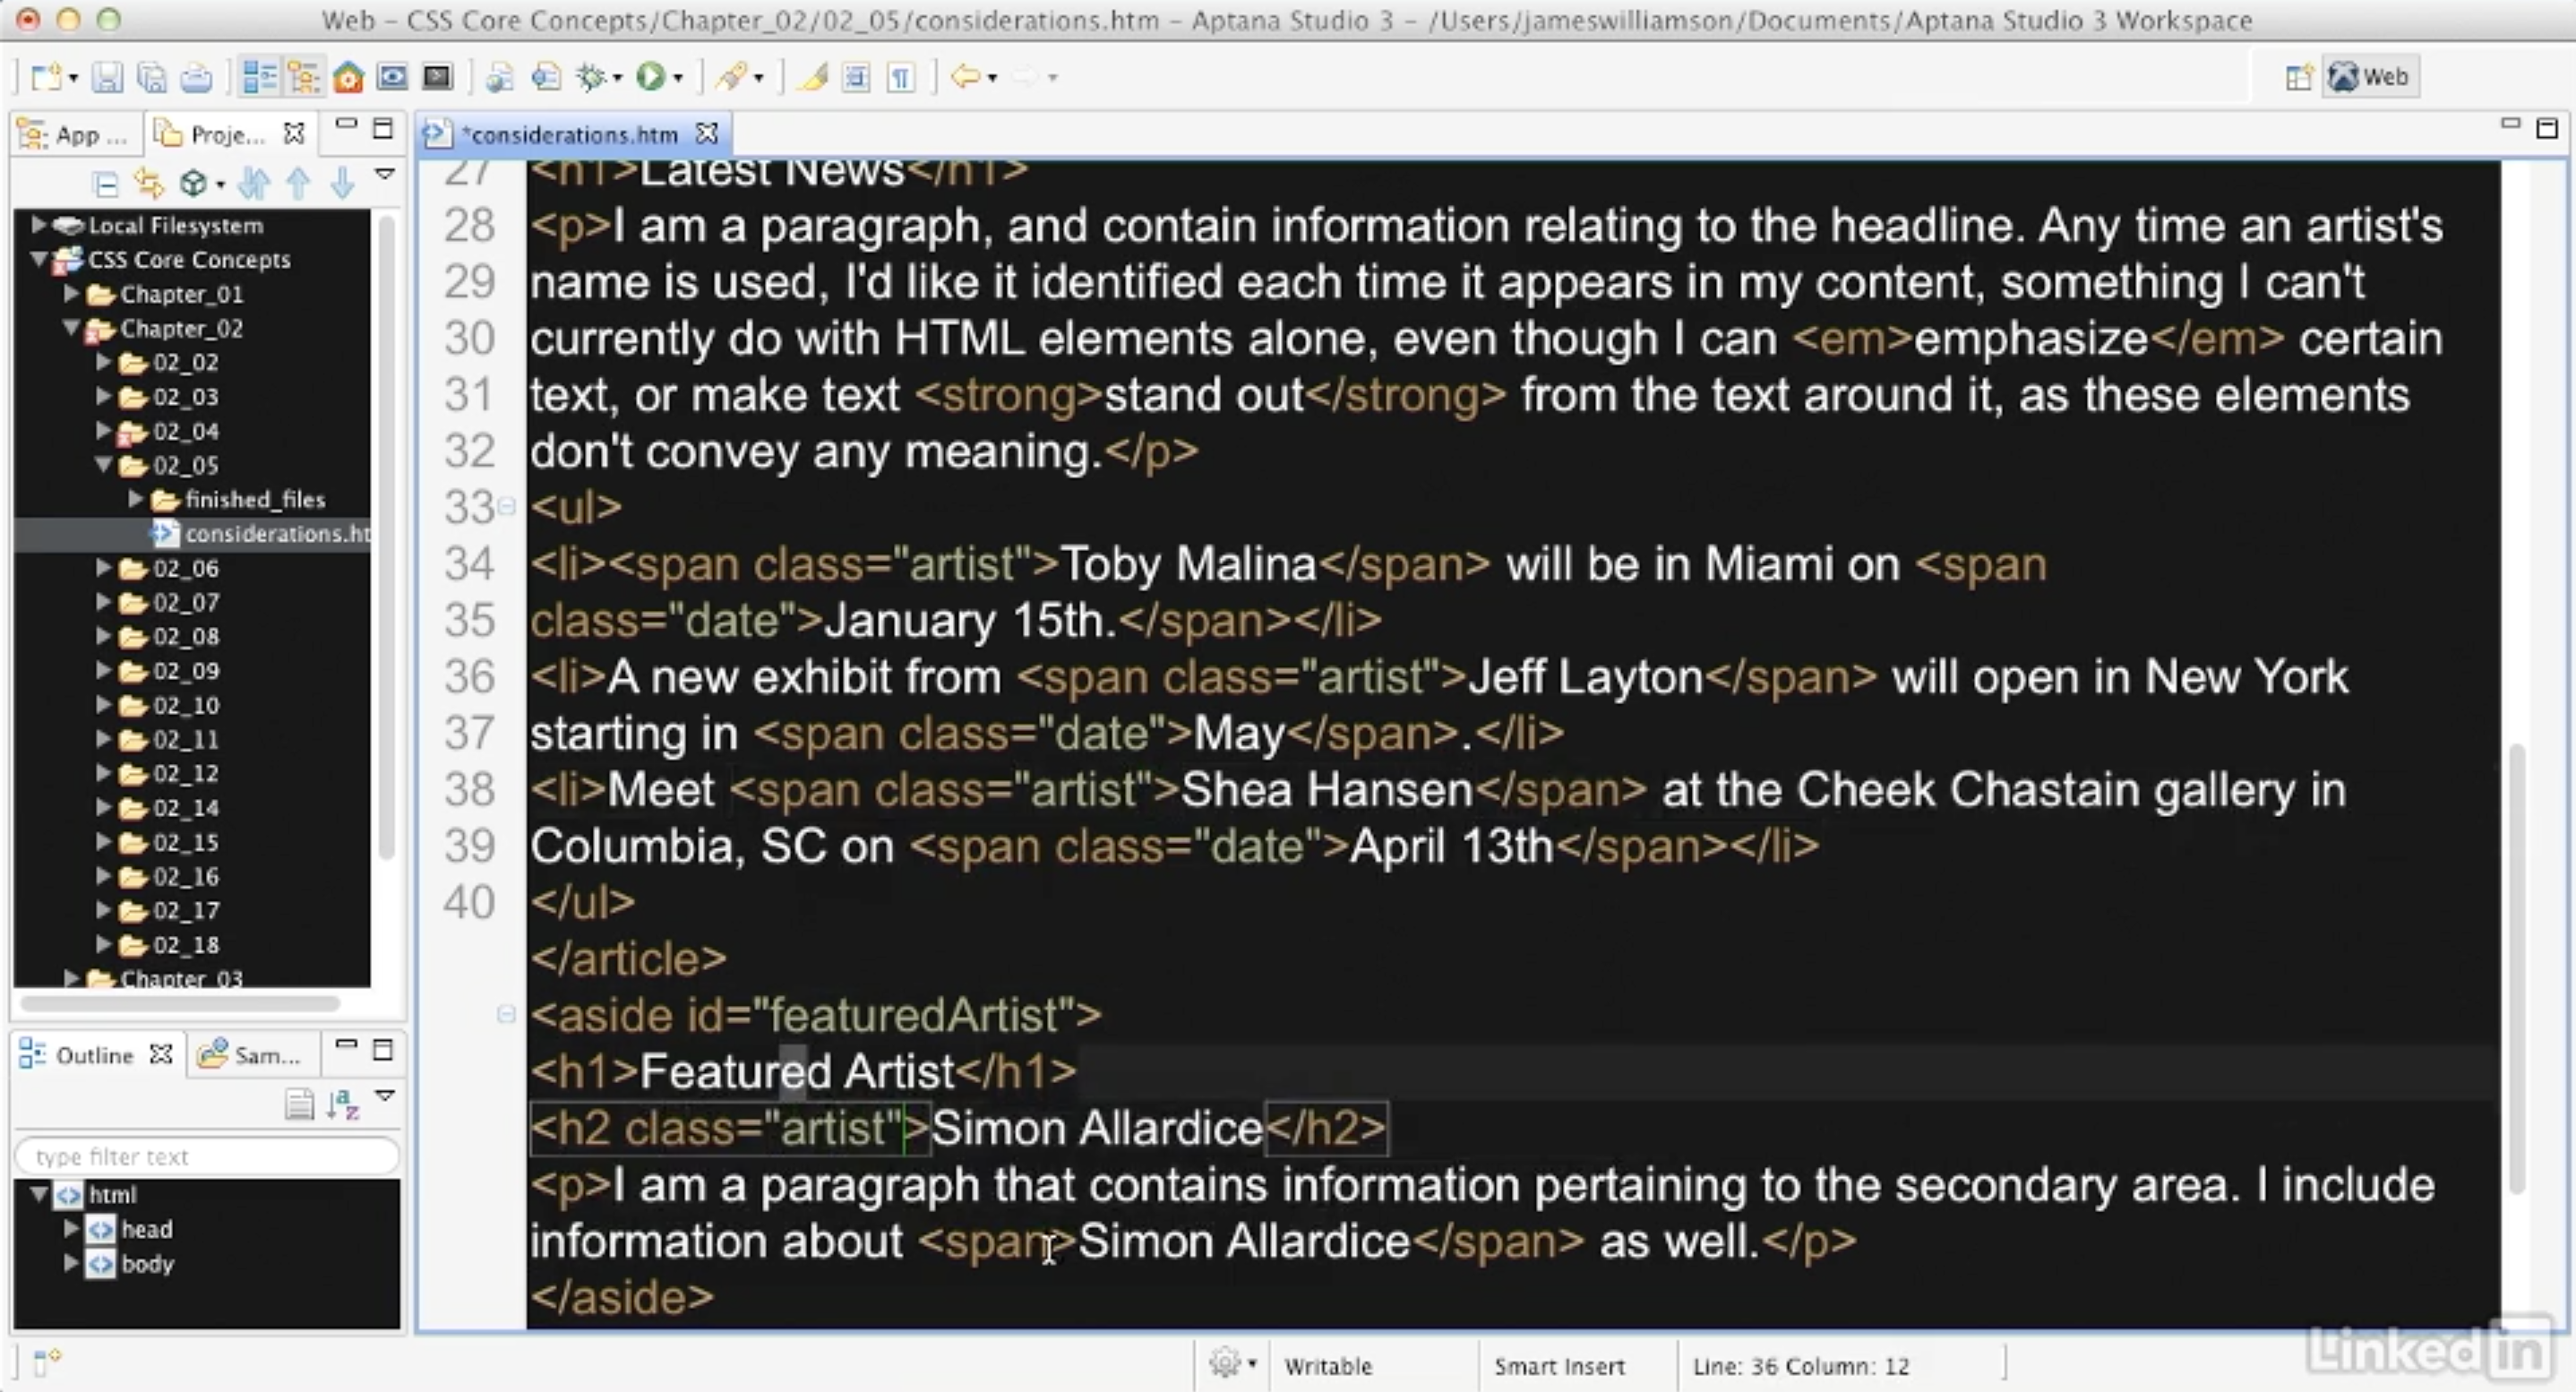 Web – CSS Core Concepts/Chapter_02/02_05/considerations.htm – Aptana Studio 3 – /Users/jameswilliamson/Documents/Aptana Studio 3 Workspace
Web
App ...
Proje...
*considerations.htm
Local Filesystem
CSS Core Concepts
Chapter_01
Chapter_02
02_02
02_03
02_04
02_05
finished_files
considerations.ht
02_06
02_07
02_08
02_09
02_10
02_11
02_12
02_14
02_15
02_16
02_17
02_18
Chapter_03
Outline
Sam...
type filter text
html
head
body
27 <h1>Latest News</h1>
28 <p>I am a paragraph, and contain information relating to the headline. Any time an artist's
29 name is used, I'd like it identified each time it appears in my content, something I can't
30 currently do with HTML elements alone, even though I can <em>emphasize</em> certain
31 text, or make text <strong>stand out</strong> from the text around it, as these elements
32 don't convey any meaning.</p>
33 <ul>
34 <li><span class="artist">Toby Malina</span> will be in Miami on <span
35 class="date">January 15th.</span></li>
36 <li>A new exhibit from <span class="artist">Jeff Layton</span> will open in New York
37 starting in <span class="date">May</span>.</li>
38 <li>Meet <span class="artist">Shea Hansen</span> at the Cheek Chastain gallery in
39 Columbia, SC on <span class="date">April 13th</span></li>
40 </ul>
</article>
<aside id="featuredArtist">
<h1>Featured Artist</h1>
<h2 class="artist">Simon Allardice</h2>
<p>I am a paragraph that contains information pertaining to the secondary area. I include
information about <span>Simon Allardice</span> as well.</p>
</aside>
Writable
Smart Insert
Line: 36 Column: 12
Linked in